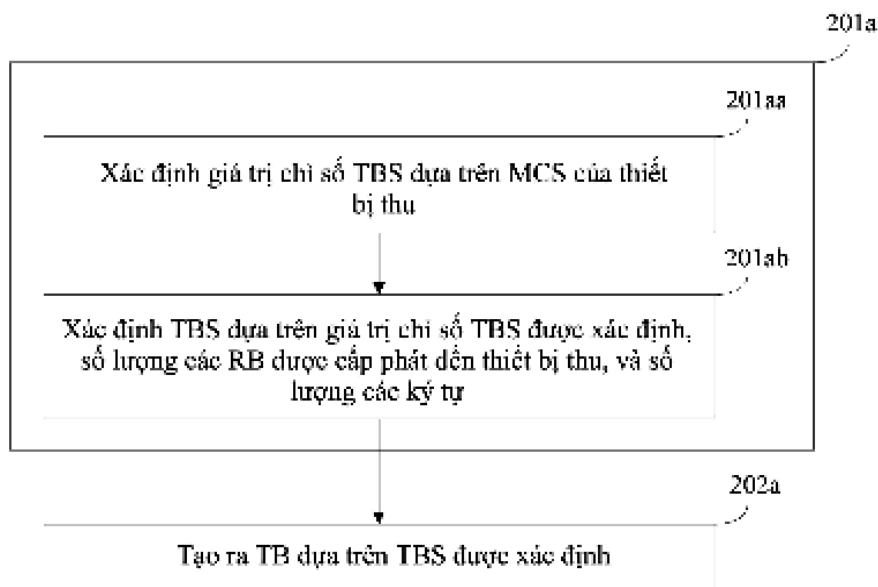 201a
201aa
Xác định giá trị chỉ số TBS dựa trên MCS của thiết
bị thu
201ab
Xác định TBS dựa trên giá trị chỉ số TBS được xác định,
số lượng các RB được cấp phát đến thiết bị thu, và số
lượng các ký tự
202a
Tạo ra TB dựa trên TBS được xác định